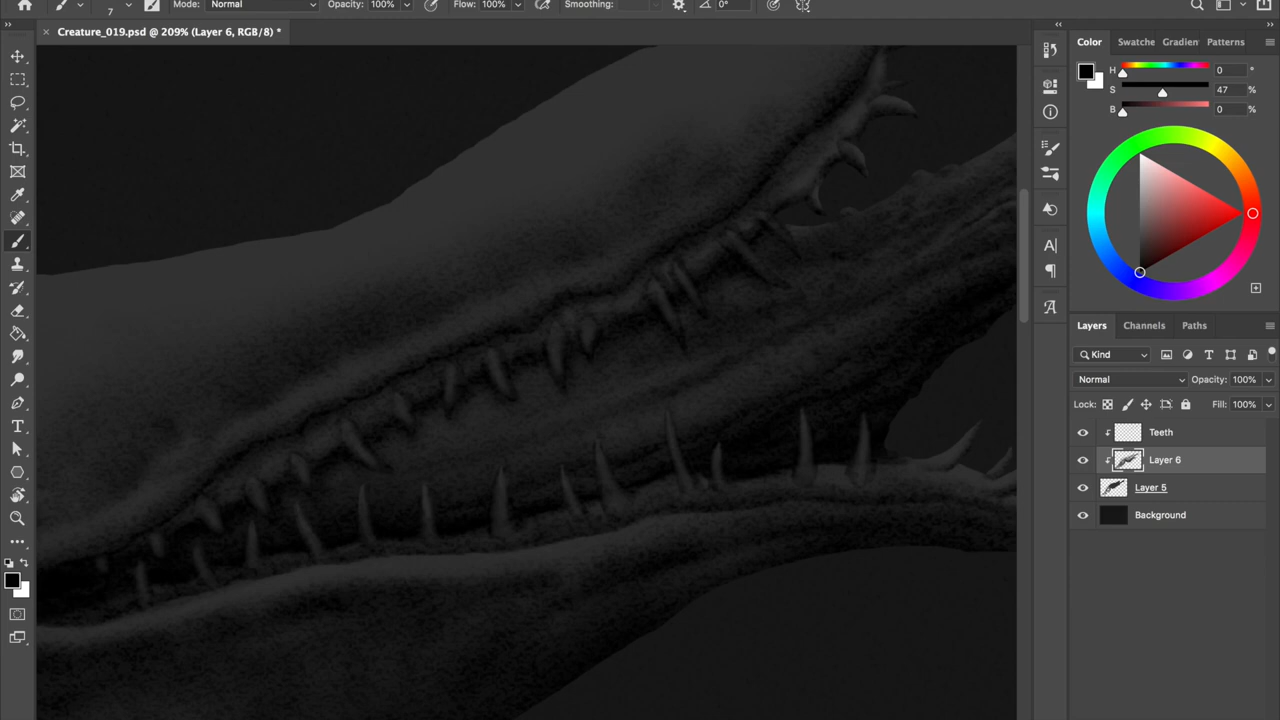 7 Mode: Normal Opacity: 100% Flow: 100% Smoothing: 0°
× Creature_019.psd @ 209% (Layer 6, RGB/8) *
Color Swatche Gradien Patterns
H 0 °
S 47 %
B 0 %
Layers Channels Paths
Kind
Normal Opacity: 100%
Lock: Fill: 100%
Teeth
Layer 6
Layer 5
Background